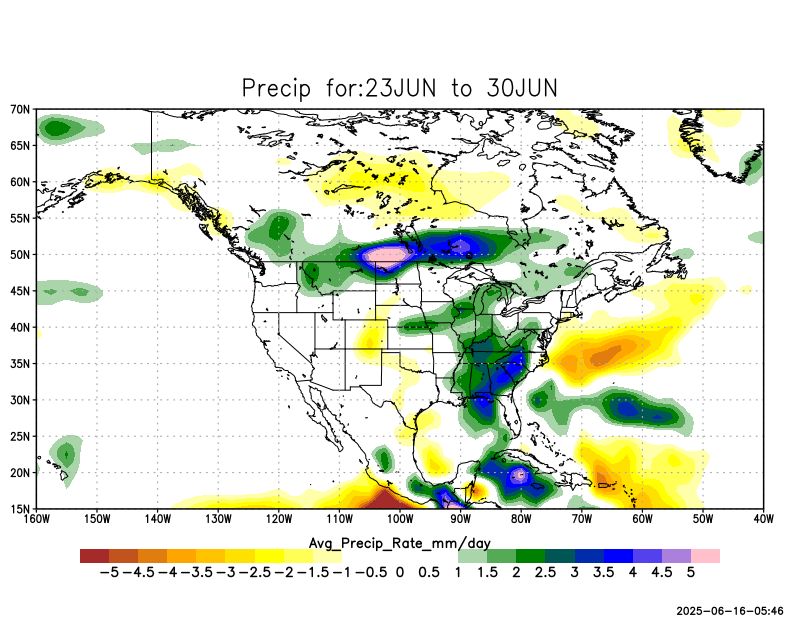 Precip for:23JUN to 30JUN
70N
65N
60N
55N
50N
45N
40N
35N
30N
25N
20N
15N
160W 150W 140W 130W 120W 110W 100W 90W 80W 70W 60W 50W 40W
Avg_Precip_Rate_mm/day
-5 -4.5 -4 -3.5 -3 -2.5 -2 -1.5 -1 -0.5 0 0.5 1 1.5 2 2.5 3 3.5 4 4.5 5
2025-06-16-05:46